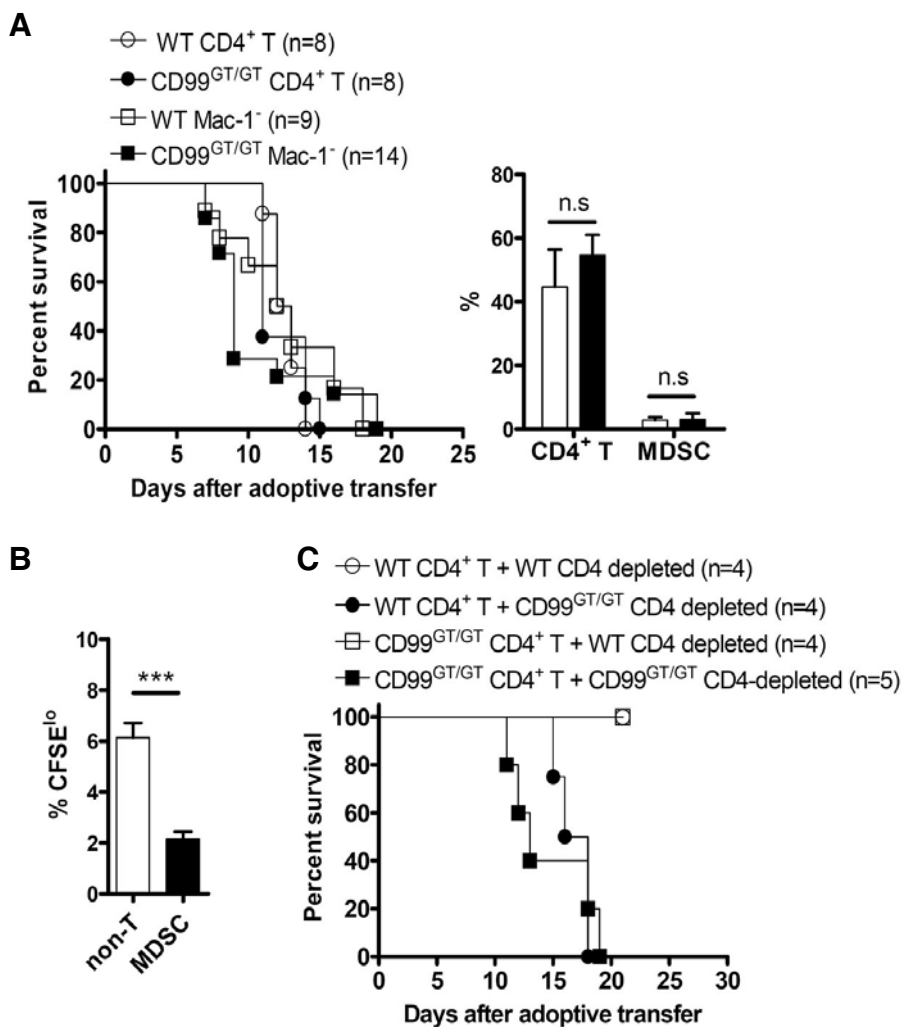 A
WT CD4⁺ T (n=8)
CD99ᴳᵀ/ᴳᵀ CD4⁺ T (n=8)
WT Mac-1⁻ (n=9)
CD99ᴳᵀ/ᴳᵀ Mac-1⁻ (n=14)
Percent survival
100
80
60
40
20
0
0 5 10 15 20 25
Days after adoptive transfer
%
80
60
40
20
0
n.s
n.s
CD4⁺ T MDSC
B
% CFSEˡᵒ
10
8
6
4
2
0
***
non-T
MDSC
C
WT CD4⁺ T + WT CD4 depleted (n=4)
WT CD4⁺ T + CD99ᴳᵀ/ᴳᵀ CD4 depleted (n=4)
CD99ᴳᵀ/ᴳᵀ CD4⁺ T + WT CD4 depleted (n=4)
CD99ᴳᵀ/ᴳᵀ CD4⁺ T + CD99ᴳᵀ/ᴳᵀ CD4-depleted (n=5)
Percent survival
100
80
60
40
20
0
0 5 10 15 20 25 30
Days after adoptive transfer